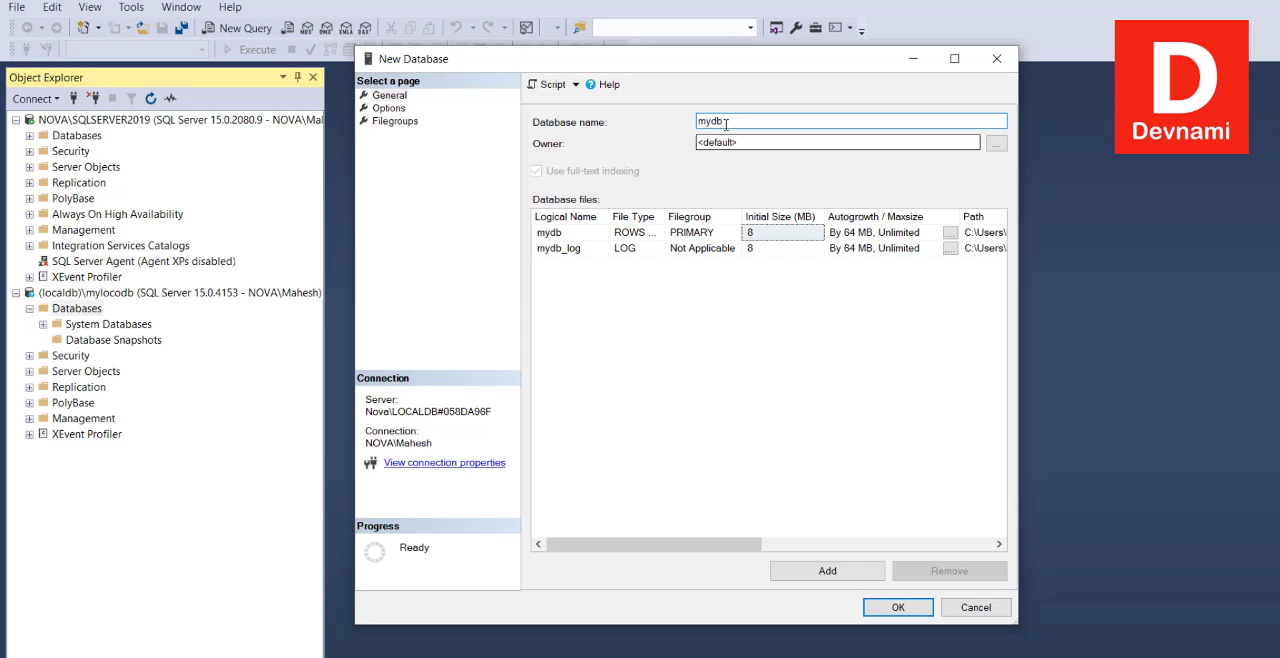 File Edit View Tools Window Help
New Query MDX DMX XMLA DAX
Execute
Object Explorer
Connect
NOVA\SQLSERVER2019 (SQL Server 15.0.2080.9 - NOVA\Mal
Databases
Security
Server Objects
Replication
PolyBase
Always On High Availability
Management
Integration Services Catalogs
SQL Server Agent (Agent XPs disabled)
XEvent Profiler
(localdb)\mylocodb (SQL Server 15.0.4153 - NOVA\Mahesh)
Databases
System Databases
Database Snapshots
Security
Server Objects
Replication
PolyBase
Management
XEvent Profiler
New Database
Select a page
General
Options
Filegroups
Connection
Server:
Nova\LOCALDB#058DA96F
Connection:
NOVA\Mahesh
View connection properties
Progress
Ready
Script Help
Database name: mydb
Owner: <default> ...
Use full-text indexing
Database files:
Logical Name File Type Filegroup Initial Size (MB) Autogrowth / Maxsize Path
mydb ROWS ... PRIMARY 8 By 64 MB, Unlimited ... C:\Users\
mydb_log LOG Not Applicable 8 By 64 MB, Unlimited ... C:\Users\
Add Remove
OK Cancel
D
Devnami